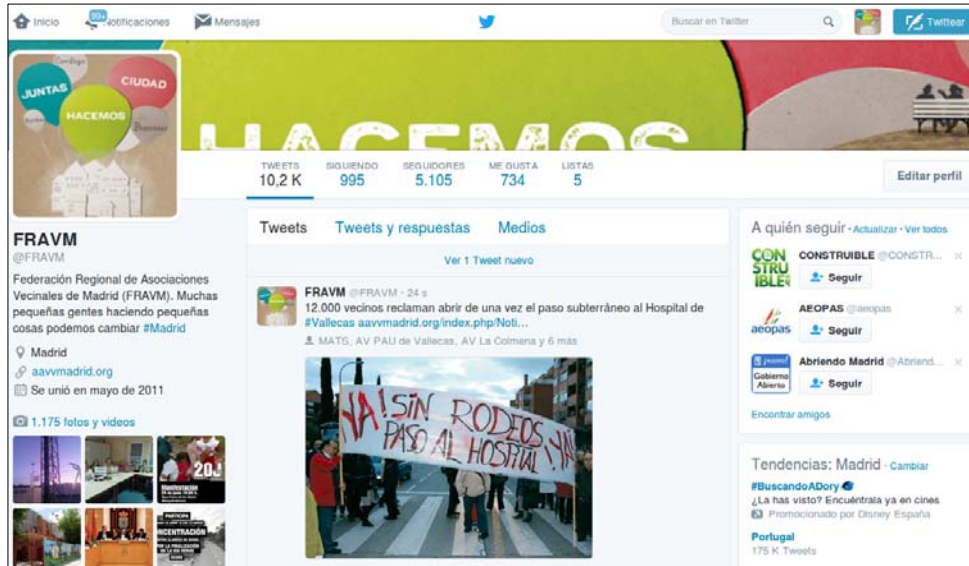 Inicio
99+
Notificaciones
Mensajes
Buscar en Twitter
Twittear
Contigo
JUNTAS
CIUDAD
HACEMOS
HACEMOS
TWEETS
10,2 K
SIGUIENDO
995
SEGUIDORES
5.105
ME GUSTA
734
LISTAS
5
Editar perfil
FRAVM
@FRAVM
Federación Regional de Asociaciones
Vecinales de Madrid (FRAVM). Muchas
pequeñas gentes haciendo pequeñas
cosas podemos cambiar #Madrid
Madrid
aavvmadrid.org
Se unió en mayo de 2011
1.175 fotos y videos
20J
Manifestación
PARTICIPA
CONCENTRACIÓN
Tweets
Tweets y respuestas
Medios
Ver 1 Tweet nuevo
FRAVM @FRAVM · 24 s
12.000 vecinos reclaman abrir de una vez el paso subterráneo al Hospital de
#Vallecas aavvmadrid.org/index.php/Noti...
MATS, AV PAU de Vallecas, AV La Colmena y 6 más
YA! SIN RODEOS
PASO AL HOSPITAL ¡YA!
A quién seguir · Actualizar · Ver todos
CONSTRUIBLE
CONSTRUIBLE @CONSTR...
Seguir
aeopas
AEOPAS @aeopas
Seguir
Gobierno
Abierto
Abriendo Madrid @Abriend...
Seguir
Encontrar amigos
Tendencias: Madrid · Cambiar
#BuscandoADory
¿La has visto? Encuéntrala ya en cines
Promocionado por Disney España
Portugal
175 K Tweets